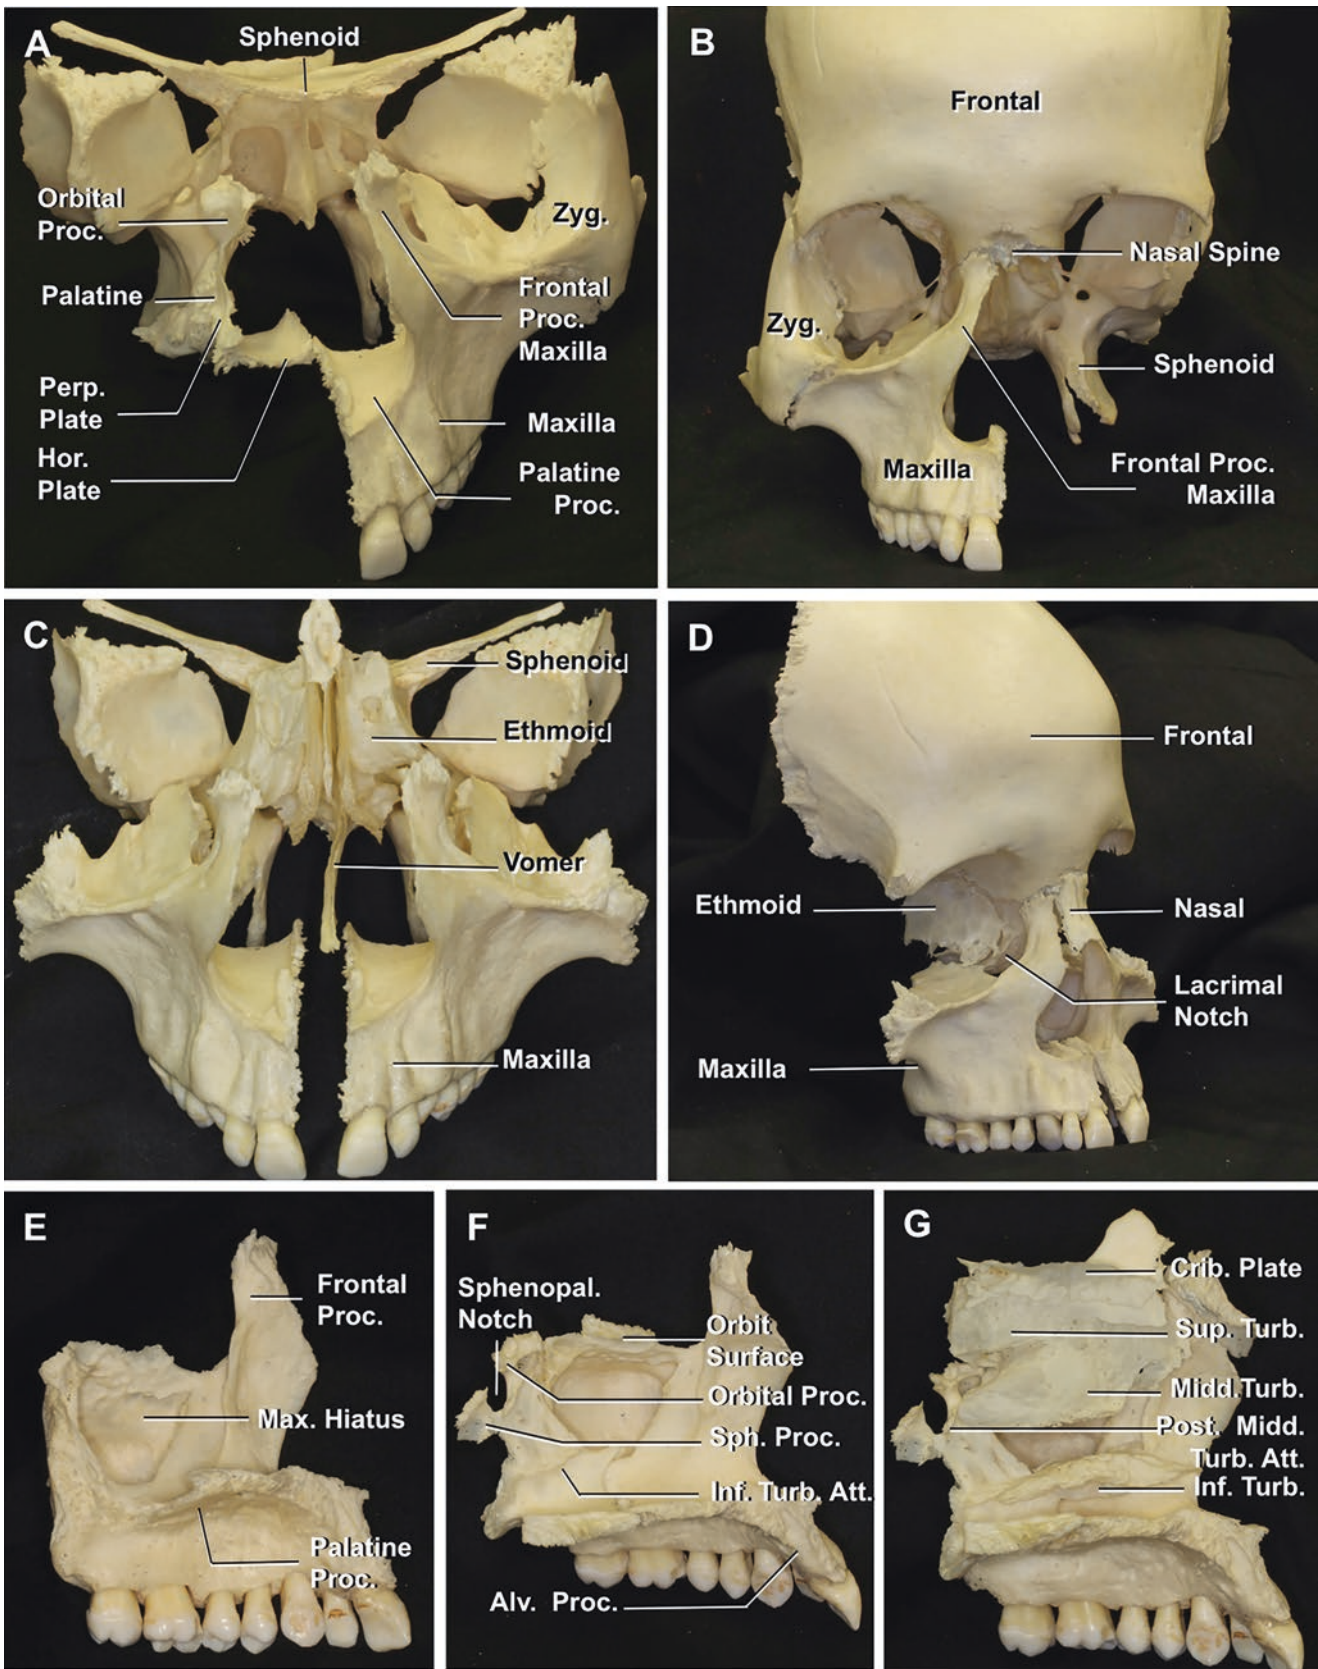 A
Sphenoid
Orbital
Proc.
Zyg.
Palatine
Frontal
Proc.
Maxilla
Perp.
Plate
Maxilla
Hor.
Plate
Palatine
Proc.
B
Frontal
Nasal Spine
Zyg.
Sphenoid
Maxilla
Frontal Proc.
Maxilla
C
Sphenoid
Ethmoid
Vomer
Maxilla
D
Frontal
Ethmoid
Nasal
Lacrimal
Notch
Maxilla
E
Frontal
Proc.
Max. Hiatus
Palatine
Proc.
F
Sphenopal.
Notch
Orbit
Surface
Orbital Proc.
Sph. Proc.
Inf. Turb. Att.
Alv. Proc.
G
Crib. Plate
Sup. Turb.
Midd.Turb.
Post. Midd.
Turb. Att.
Inf. Turb.